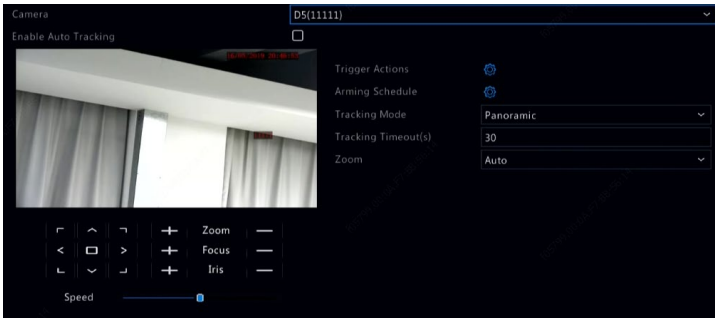 Camera
D5(11111)
Enable Auto Tracking
Trigger Actions
Arming Schedule
Tracking Mode
Panoramic
Tracking Timeout(s)
30
Zoom
Auto
Zoom
Focus
Iris
Speed